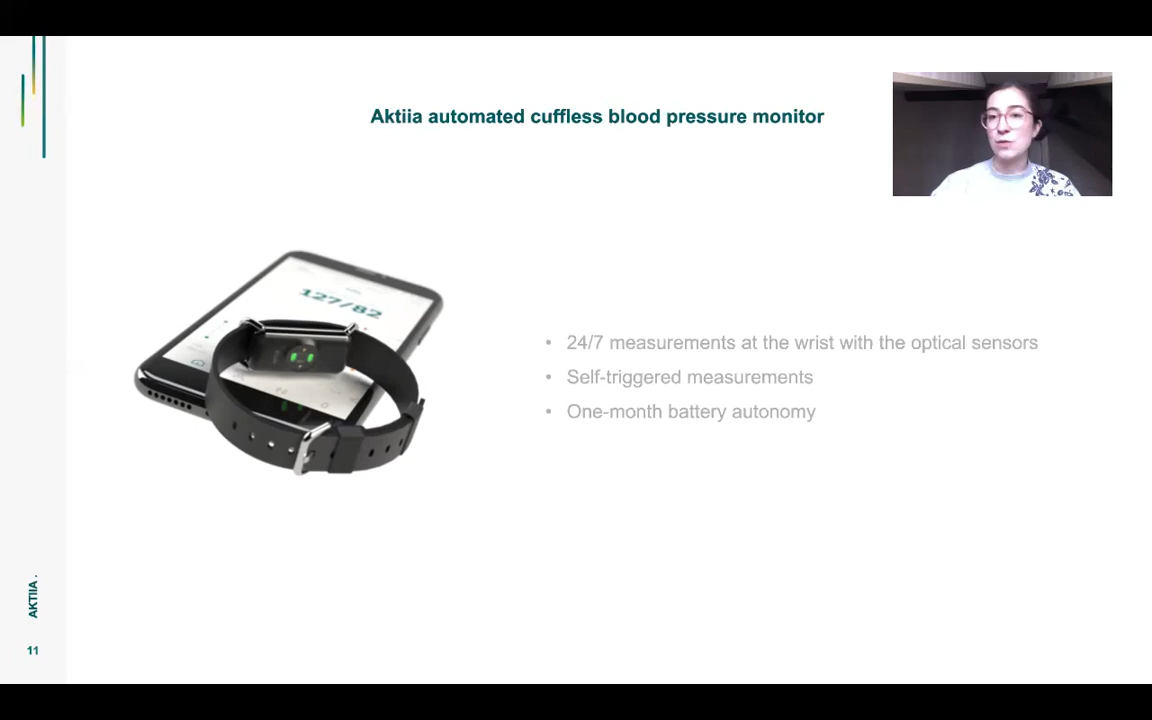 Aktiia automated cuffless blood pressure monitor
127/82
• 24/7 measurements at the wrist with the optical sensors
• Self-triggered measurements
• One-month battery autonomy
AKTIIA.
11